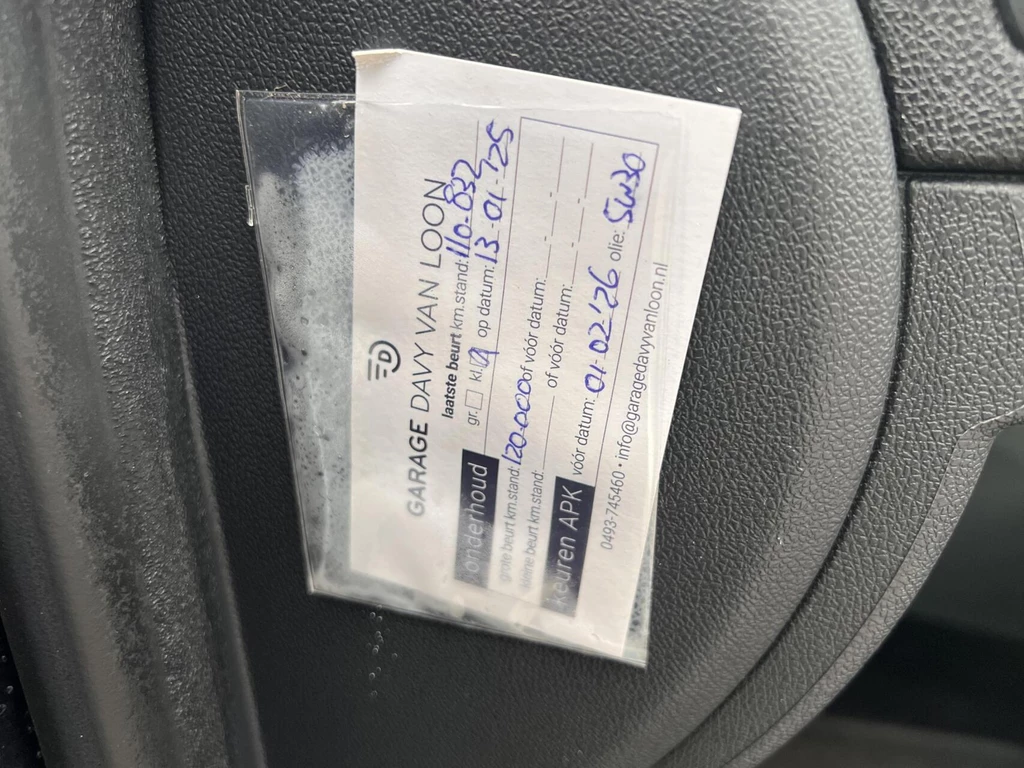 GARAGE DAVY VAN LOON
laatste beurt km.stand: 110.032
onderhoud gr. kl. op datum: 13-01-'25
grote beurt km.stand: 120.000 of vóór datum: - -
kleine beurt km.stand: of vóór datum: - -
keuren APK vóór datum: 01-02-'26 olie: 5w30
0493-745460 • info@garagedavyvanloon.nl